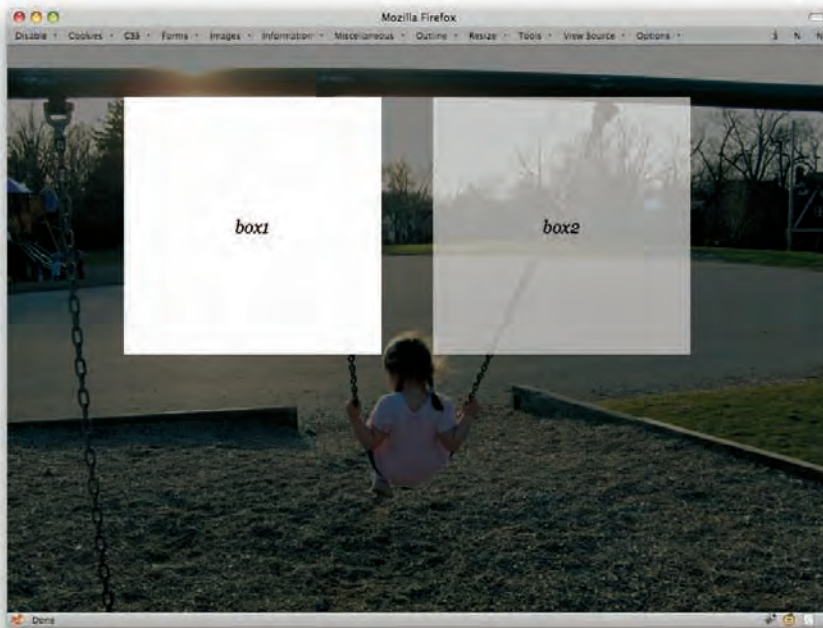 Mozilla Firefox
Disable Cookies CSS Forms Images Information Miscellaneous Outline Resize Tools View Source Options S N N
box1 box2
Done